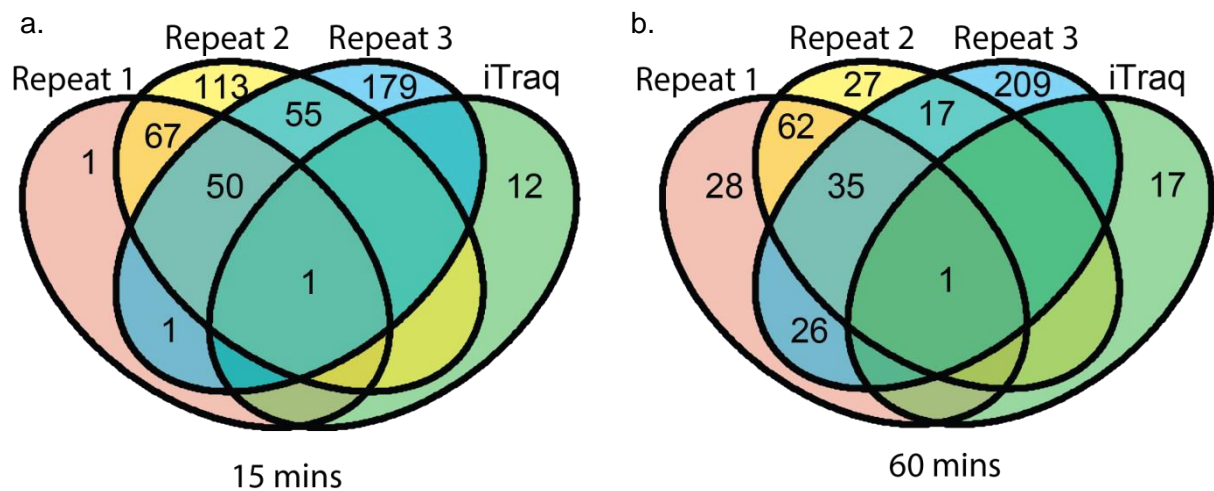 a.
Repeat 1
Repeat 2
Repeat 3
iTraq
1
67
113
55
179
12
50
1
1
15 mins
b.
Repeat 1
Repeat 2
Repeat 3
iTraq
28
62
27
17
209
17
35
1
26
60 mins